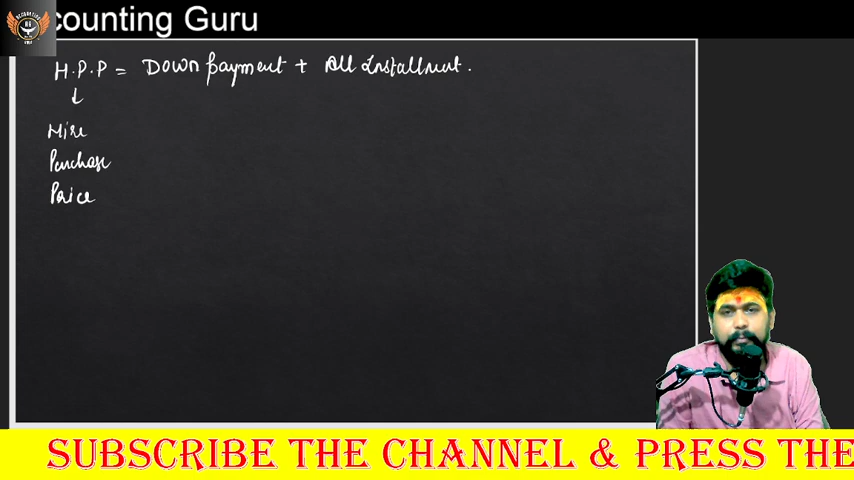 counting Guru
H.P.P = Down payment + All Installment.
Hire
Purchase
Price
SUBSCRIBE THE CHANNEL & PRESS THE